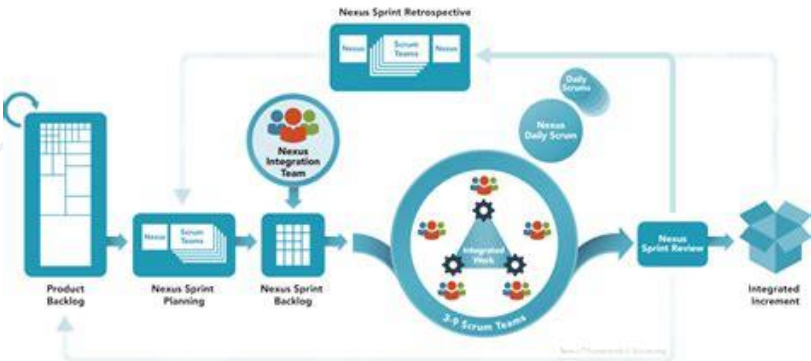 Nexus Sprint Retrospective
Nexus
Scrum
Teams
Nexus
Daily
Scrums
Nexus
Daily Scrum
Nexus
Integration
Team
Nexus
Scrum
Teams
Integrated
Work
Nexus
Sprint Review
Product
Backlog
Nexus Sprint
Planning
Nexus Sprint
Backlog
3-9 Scrum Teams
Integrated
Increment